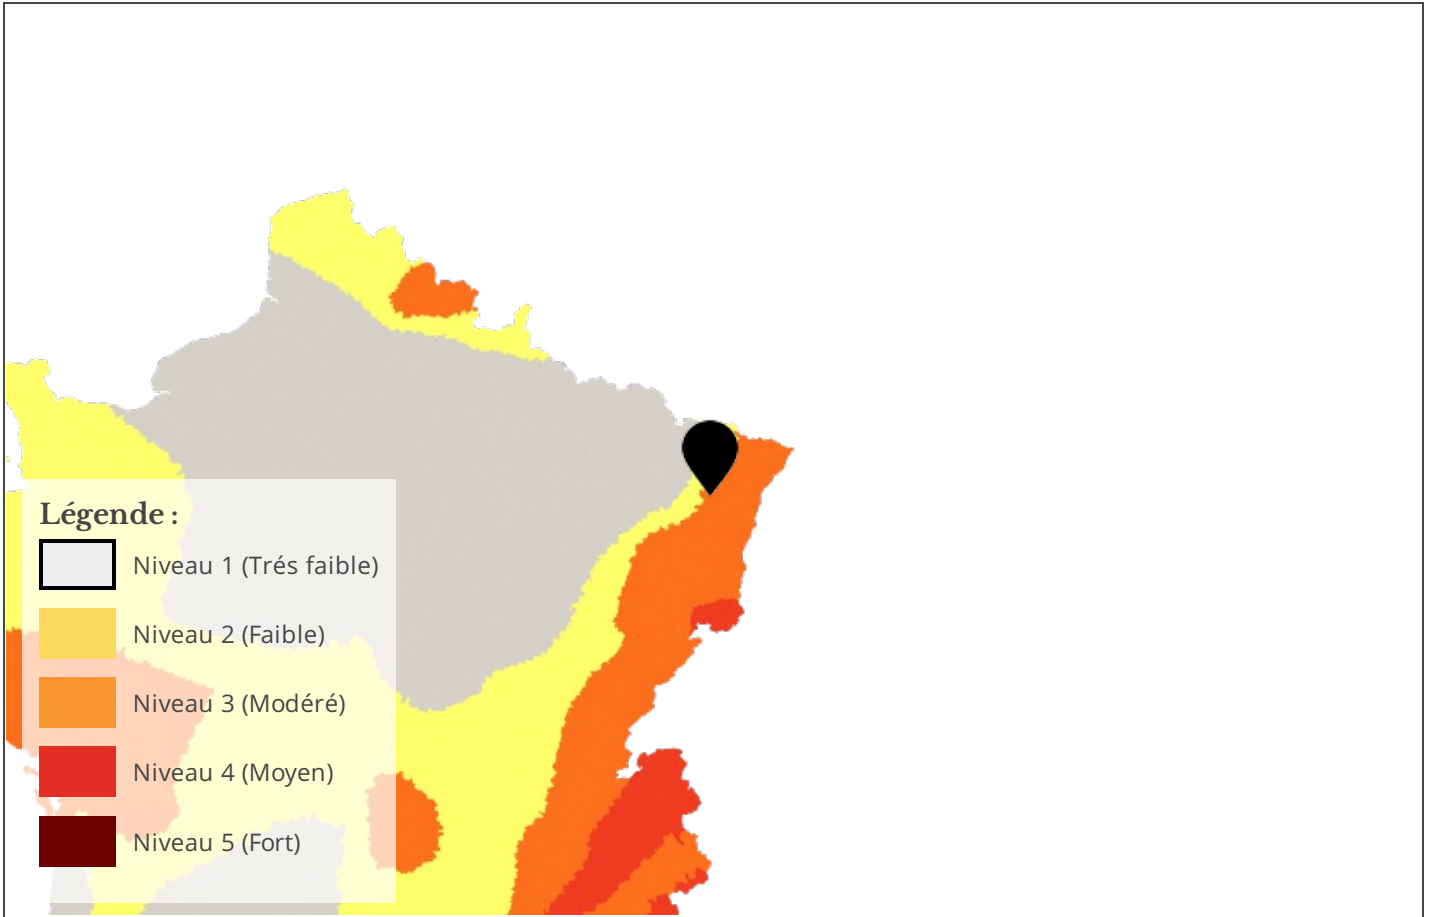 Légende :
Niveau 1 (Trés faible)
Niveau 2 (Faible)
Niveau 3 (Modéré)
Niveau 4 (Moyen)
Niveau 5 (Fort)